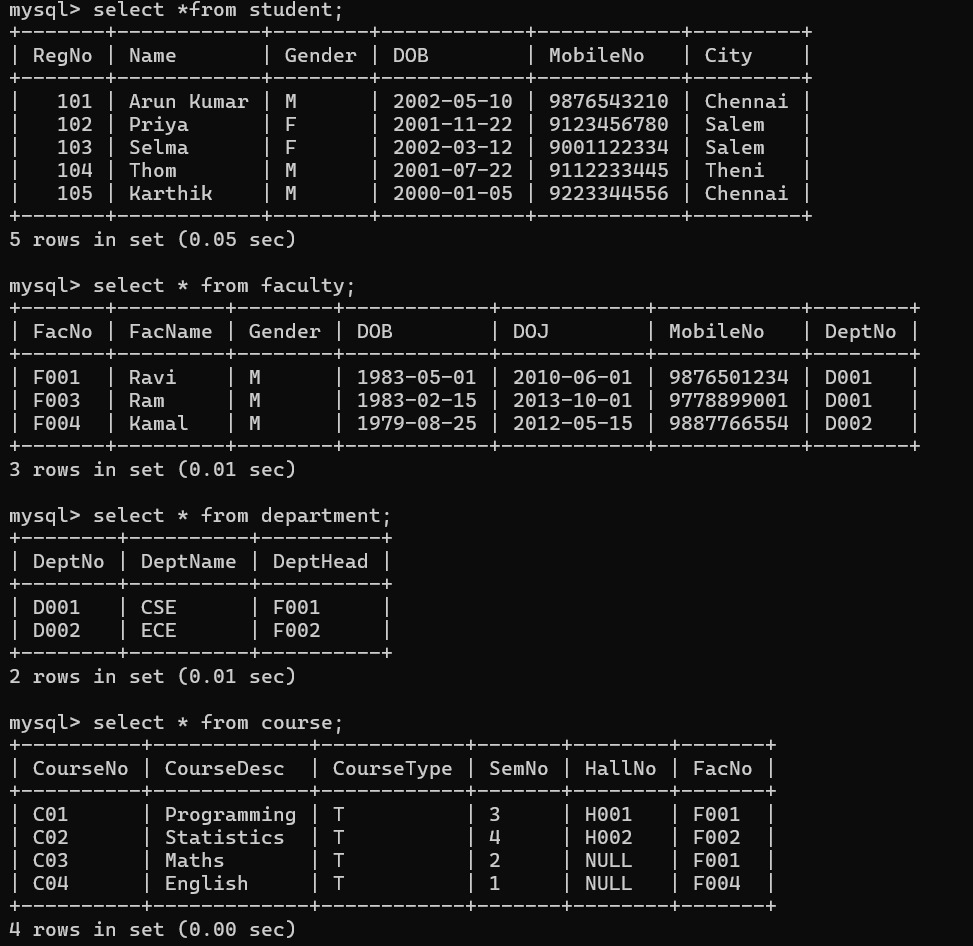 mysql> select *from student;
+-------+------------+--------+------------+------------+---------+
| RegNo | Name       | Gender | DOB        | MobileNo   | City    |
+-------+------------+--------+------------+------------+---------+
|   101 | Arun Kumar | M      | 2002-05-10 | 9876543210 | Chennai |
|   102 | Priya      | F      | 2001-11-22 | 9123456780 | Salem   |
|   103 | Selma      | F      | 2002-03-12 | 9001122334 | Salem   |
|   104 | Thom       | M      | 2001-07-22 | 9112233445 | Theni   |
|   105 | Karthik    | M      | 2000-01-05 | 9223344556 | Chennai |
+-------+------------+--------+------------+------------+---------+
5 rows in set (0.05 sec)

mysql> select * from faculty;
+-------+---------+--------+------------+------------+------------+--------+
| FacNo | FacName | Gender | DOB        | DOJ        | MobileNo   | DeptNo |
+-------+---------+--------+------------+------------+------------+--------+
| F001  | Ravi    | M      | 1983-05-01 | 2010-06-01 | 9876501234 | D001   |
| F003  | Ram     | M      | 1983-02-15 | 2013-10-01 | 9778899001 | D001   |
| F004  | Kamal   | M      | 1979-08-25 | 2012-05-15 | 9887766554 | D002   |
+-------+---------+--------+------------+------------+------------+--------+
3 rows in set (0.01 sec)

mysql> select * from department;
+--------+----------+----------+
| DeptNo | DeptName | DeptHead |
+--------+----------+----------+
| D001   | CSE      | F001     |
| D002   | ECE      | F002     |
+--------+----------+----------+
2 rows in set (0.01 sec)

mysql> select * from course;
+----------+-------------+------------+-------+--------+-------+
| CourseNo | CourseDesc  | CourseType | SemNo | HallNo | FacNo |
+----------+-------------+------------+-------+--------+-------+
| C01      | Programming | T          | 3     | H001   | F001  |
| C02      | Statistics  | T          | 4     | H002   | F002  |
| C03      | Maths       | T          | 2     | NULL   | F001  |
| C04      | English     | T          | 1     | NULL   | F004  |
+----------+-------------+------------+-------+--------+-------+
4 rows in set (0.00 sec)